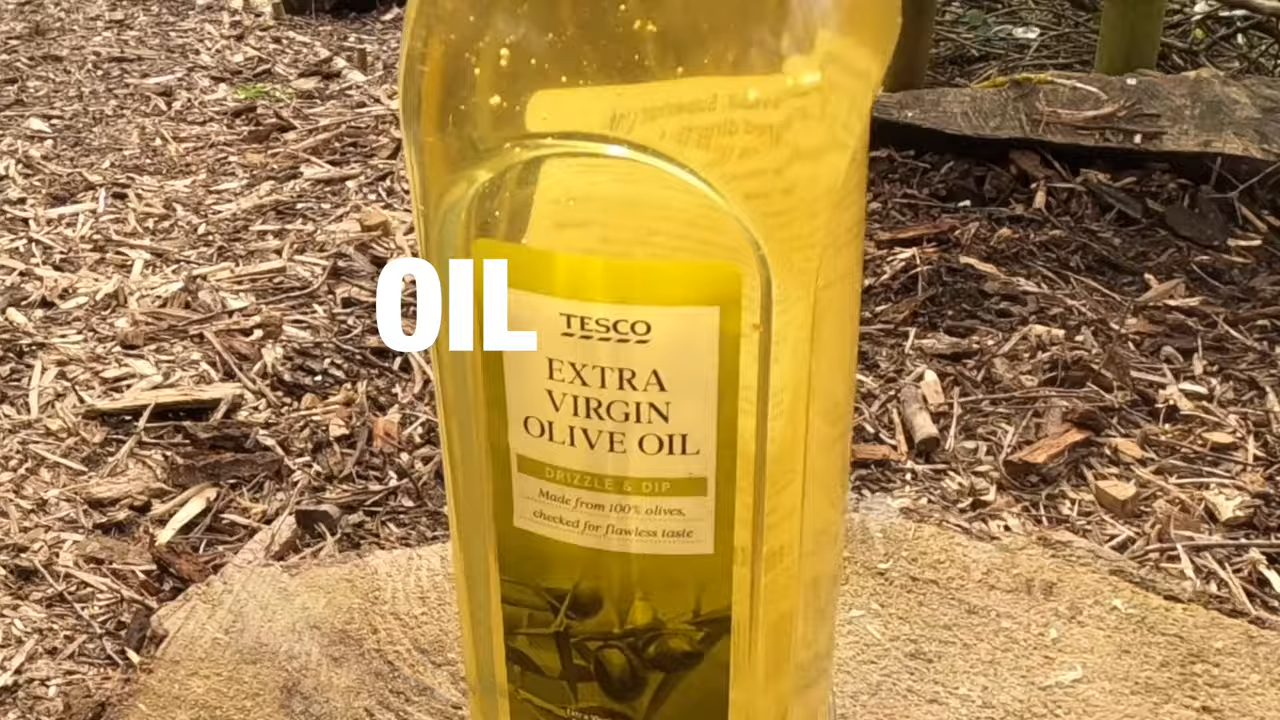 OIL
TESCO
EXTRA
VIRGIN
OLIVE OIL
DRIZZLE & DIP
Made from 100% olives,
checked for flawless taste